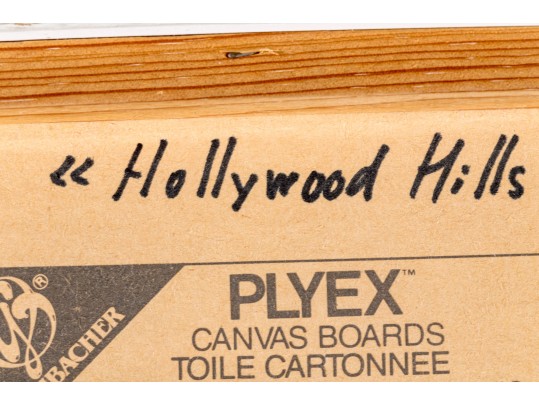 « Hollywood Hills
PLYEX™
CANVAS BOARDS
TOILE CARTONNEE
®